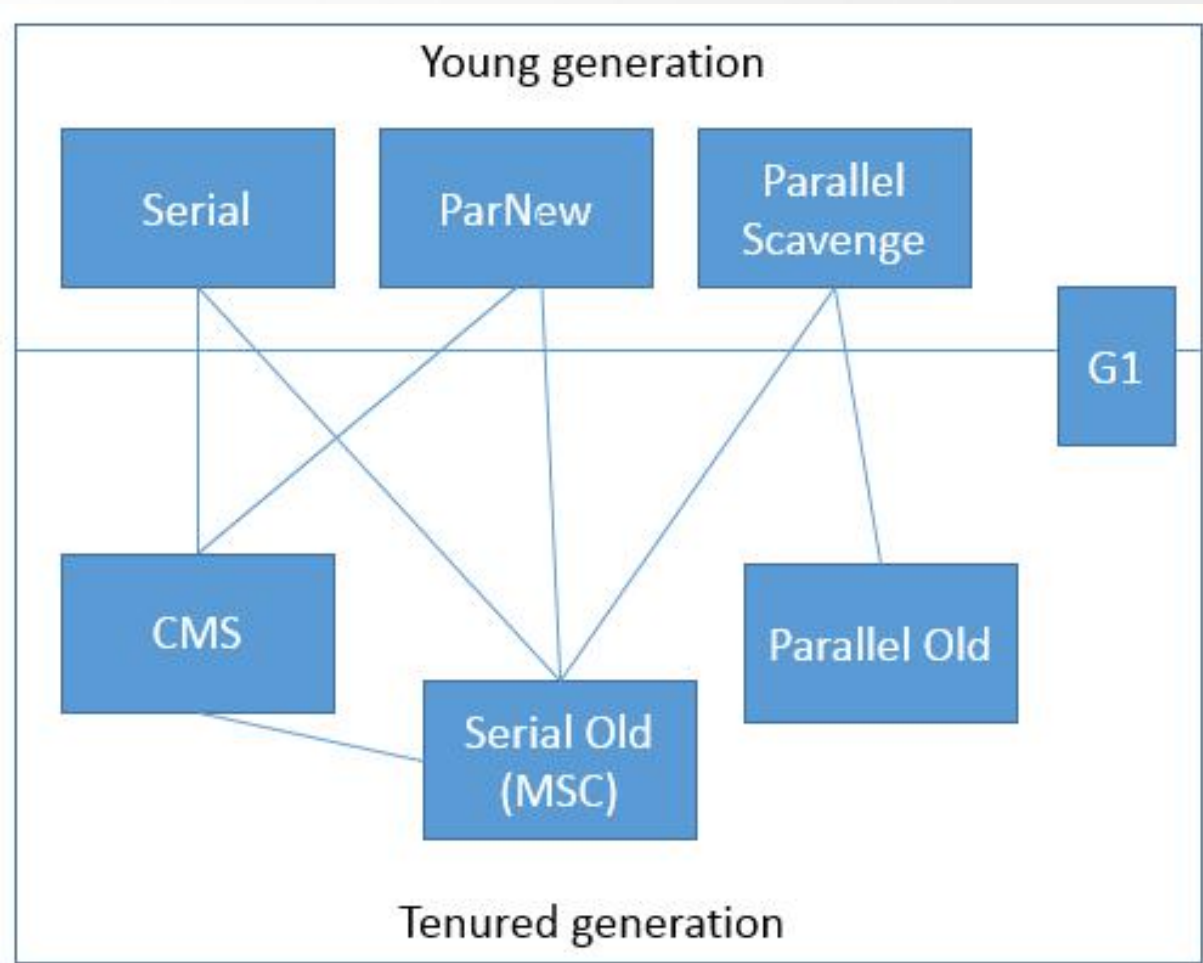 Young generation
Serial
ParNew
Parallel
Scavenge
G1
CMS
Parallel Old
Serial Old
(MSC)
Tenured generation